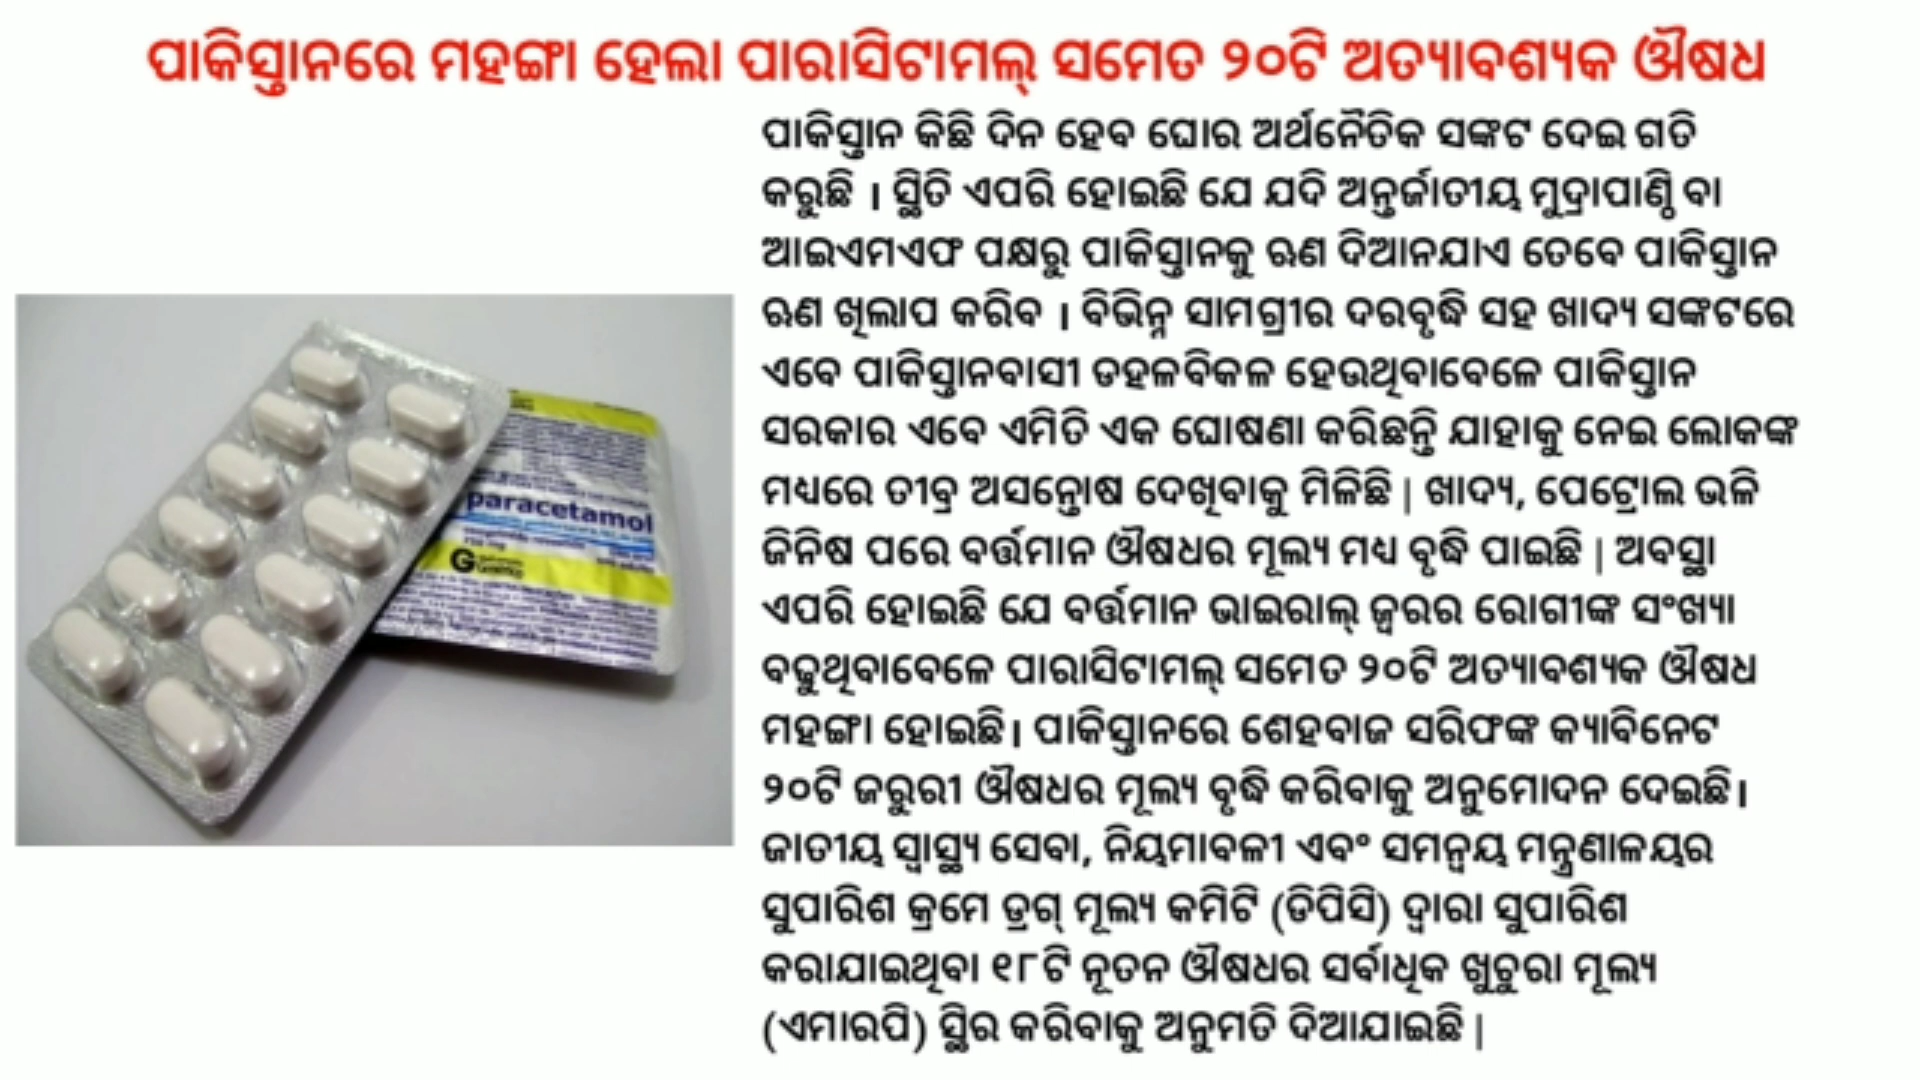 ପାକିସ୍ତାନରେ ମହଙ୍ଗା ହେଲା ପାରାସିଟାମଲ୍ ସମେତ ୨୦ଟି ଅତ୍ୟାବଶ୍ୟକ ଔଷଧ
ପାକିସ୍ତାନ କିଛି ଦିନ ହେବ ଘୋର ଅର୍ଥନୈତିକ ସଙ୍କଟ ଦେଇ ଗତି
କରୁଛି । ସ୍ଥିତି ଏପରି ହୋଇଛି ଯେ ଯଦି ଅନ୍ତର୍ଜାତୀୟ ମୁଦ୍ରାପାଣ୍ଠି ବା
ଆଇଏମଏଫ ପକ୍ଷରୁ ପାକିସ୍ତାନକୁ ଋଣ ଦିଆନଯାଏ ତେବେ ପାକିସ୍ତାନ
ଋଣ ଖିଲାପ କରିବ । ବିଭିନ୍ନ ସାମଗ୍ରୀର ଦରବୃଦ୍ଧି ସହ ଖାଦ୍ୟ ସଙ୍କଟରେ
ଏବେ ପାକିସ୍ତାନବାସୀ ଡହଳବିକଳ ହେଉଥିବାବେଳେ ପାକିସ୍ତାନ
ସରକାର ଏବେ ଏମିତି ଏକ ଘୋଷଣା କରିଛନ୍ତି ଯାହାକୁ ନେଇ ଲୋକଙ୍କ
ମଧ୍ୟରେ ତୀବ୍ର ଅସନ୍ତୋଷ ଦେଖିବାକୁ ମିଳିଛି | ଖାଦ୍ୟ, ପେଟ୍ରୋଲ ଭଳି
ଜିନିଷ ପରେ ବର୍ତ୍ତମାନ ଔଷଧର ମୂଲ୍ୟ ମଧ୍ୟ ବୃଦ୍ଧି ପାଇଛି | ଅବସ୍ଥା
ଏପରି ହୋଇଛି ଯେ ବର୍ତ୍ତମାନ ଭାଇରାଲ୍ ଜ୍ୱରର ରୋଗୀଙ୍କ ସଂଖ୍ୟା
ବଢୁଥିବାବେଳେ ପାରାସିଟାମଲ୍ ସମେତ ୨୦ଟି ଅତ୍ୟାବଶ୍ୟକ ଔଷଧ
ମହଙ୍ଗା ହୋଇଛି। ପାକିସ୍ତାନରେ ଶେହବାଜ ସରିଫଙ୍କ କ୍ୟାବିନେଟ
୨୦ଟି ଜରୁରୀ ଔଷଧର ମୂଲ୍ୟ ବୃଦ୍ଧି କରିବାକୁ ଅନୁମୋଦନ ଦେଇଛି।
ଜାତୀୟ ସ୍ୱାସ୍ଥ୍ୟ ସେବା, ନିୟମାବଳୀ ଏବଂ ସମନ୍ୱୟ ମନ୍ତ୍ରଣାଳୟର
ସୁପାରିଶ କ୍ରମେ ଡ୍ରଗ୍ ମୂଲ୍ୟ କମିଟି (ଡିପିସି) ଦ୍ୱାରା ସୁପାରିଶ
କରାଯାଇଥିବା ୧୮ଟି ନୂତନ ଔଷଧର ସର୍ବାଧିକ ଖୁଚୁରା ମୂଲ୍ୟ
(ଏମାରପି) ସ୍ଥିର କରିବାକୁ ଅନୁମତି ଦିଆଯାଇଛି |
paracetamol